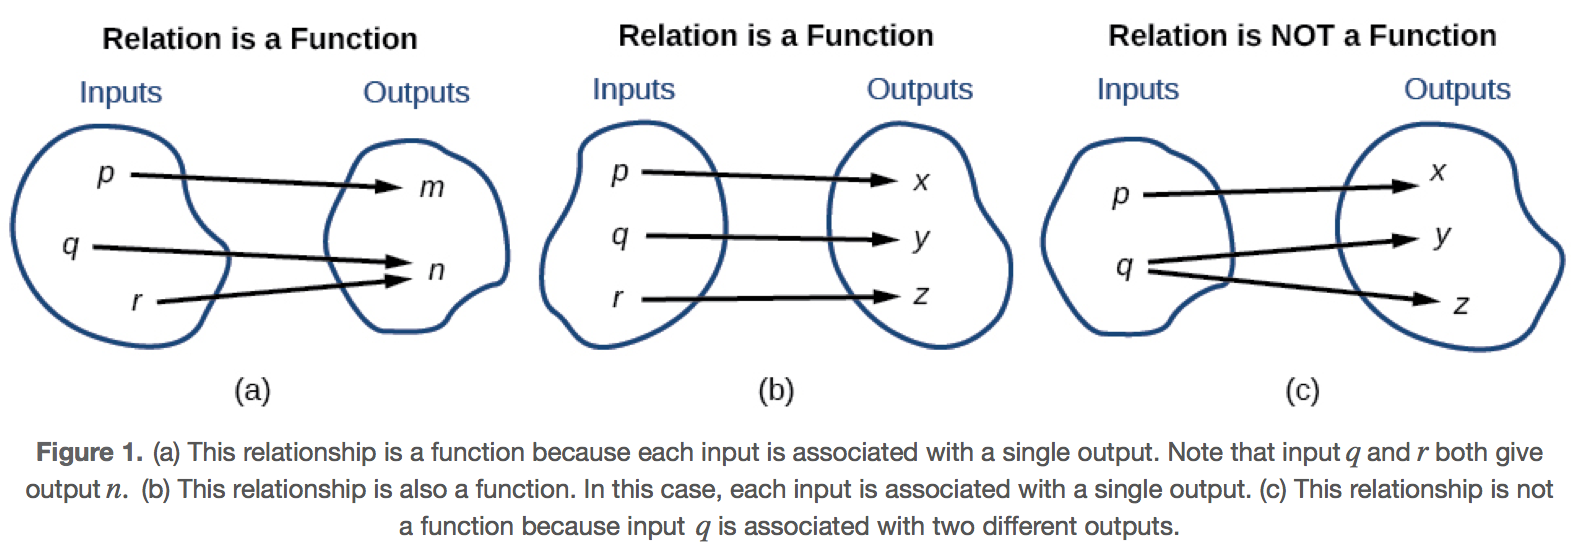 Relation is a Function
Inputs Outputs
p m
q n
r
(a)
Relation is a Function
Inputs Outputs
p x
q y
r z
(b)
Relation is NOT a Function
Inputs Outputs
p x
q y
z
(c)
Figure 1. (a) This relationship is a function because each input is associated with a single output. Note that input q and r both give
output n. (b) This relationship is also a function. In this case, each input is associated with a single output. (c) This relationship is not
a function because input q is associated with two different outputs.